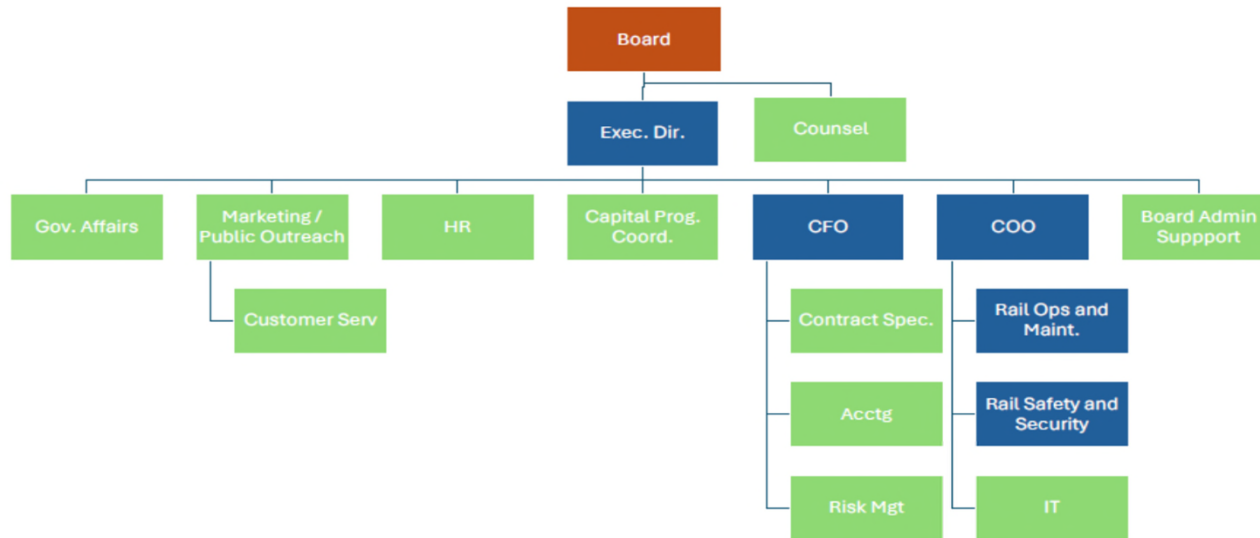 Board
Exec. Dir.
Counsel
Gov. Affairs
Marketing /
Public Outreach
HR
Capital Prog.
Coord.
CFO
COO
Board Admin
Suppport
Customer Serv
Contract Spec.
Rail Ops and
Maint.
Acctg
Rail Safety and
Security
Risk Mgt
IT